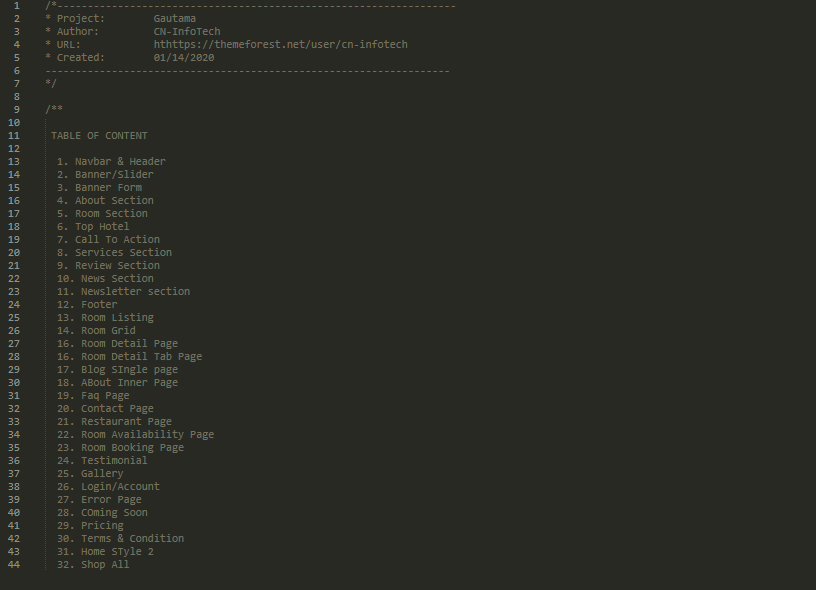 1 /*------------------------------------------------------------------
2 * Project: Gautama
3 * Author: CN-InfoTech
4 * URL: hthttps://themeforest.net/user/cn-infotech
5 * Created: 01/14/2020
6 -------------------------------------------------------------------
7 */
8
9 /**
10
11 TABLE OF CONTENT
12
13 1. Navbar & Header
14 2. Banner/Slider
15 3. Banner Form
16 4. About Section
17 5. Room Section
18 6. Top Hotel
19 7. Call To Action
20 8. Services Section
21 9. Review Section
22 10. News Section
23 11. Newsletter section
24 12. Footer
25 13. Room Listing
26 14. Room Grid
27 16. Room Detail Page
28 16. Room Detail Tab Page
29 17. Blog SIngle page
30 18. ABout Inner Page
31 19. Faq Page
32 20. Contact Page
33 21. Restaurant Page
34 22. Room Availability Page
35 23. Room Booking Page
36 24. Testimonial
37 25. Gallery
38 26. Login/Account
39 27. Error Page
40 28. COming Soon
41 29. Pricing
42 30. Terms & Condition
43 31. Home STyle 2
44 32. Shop All